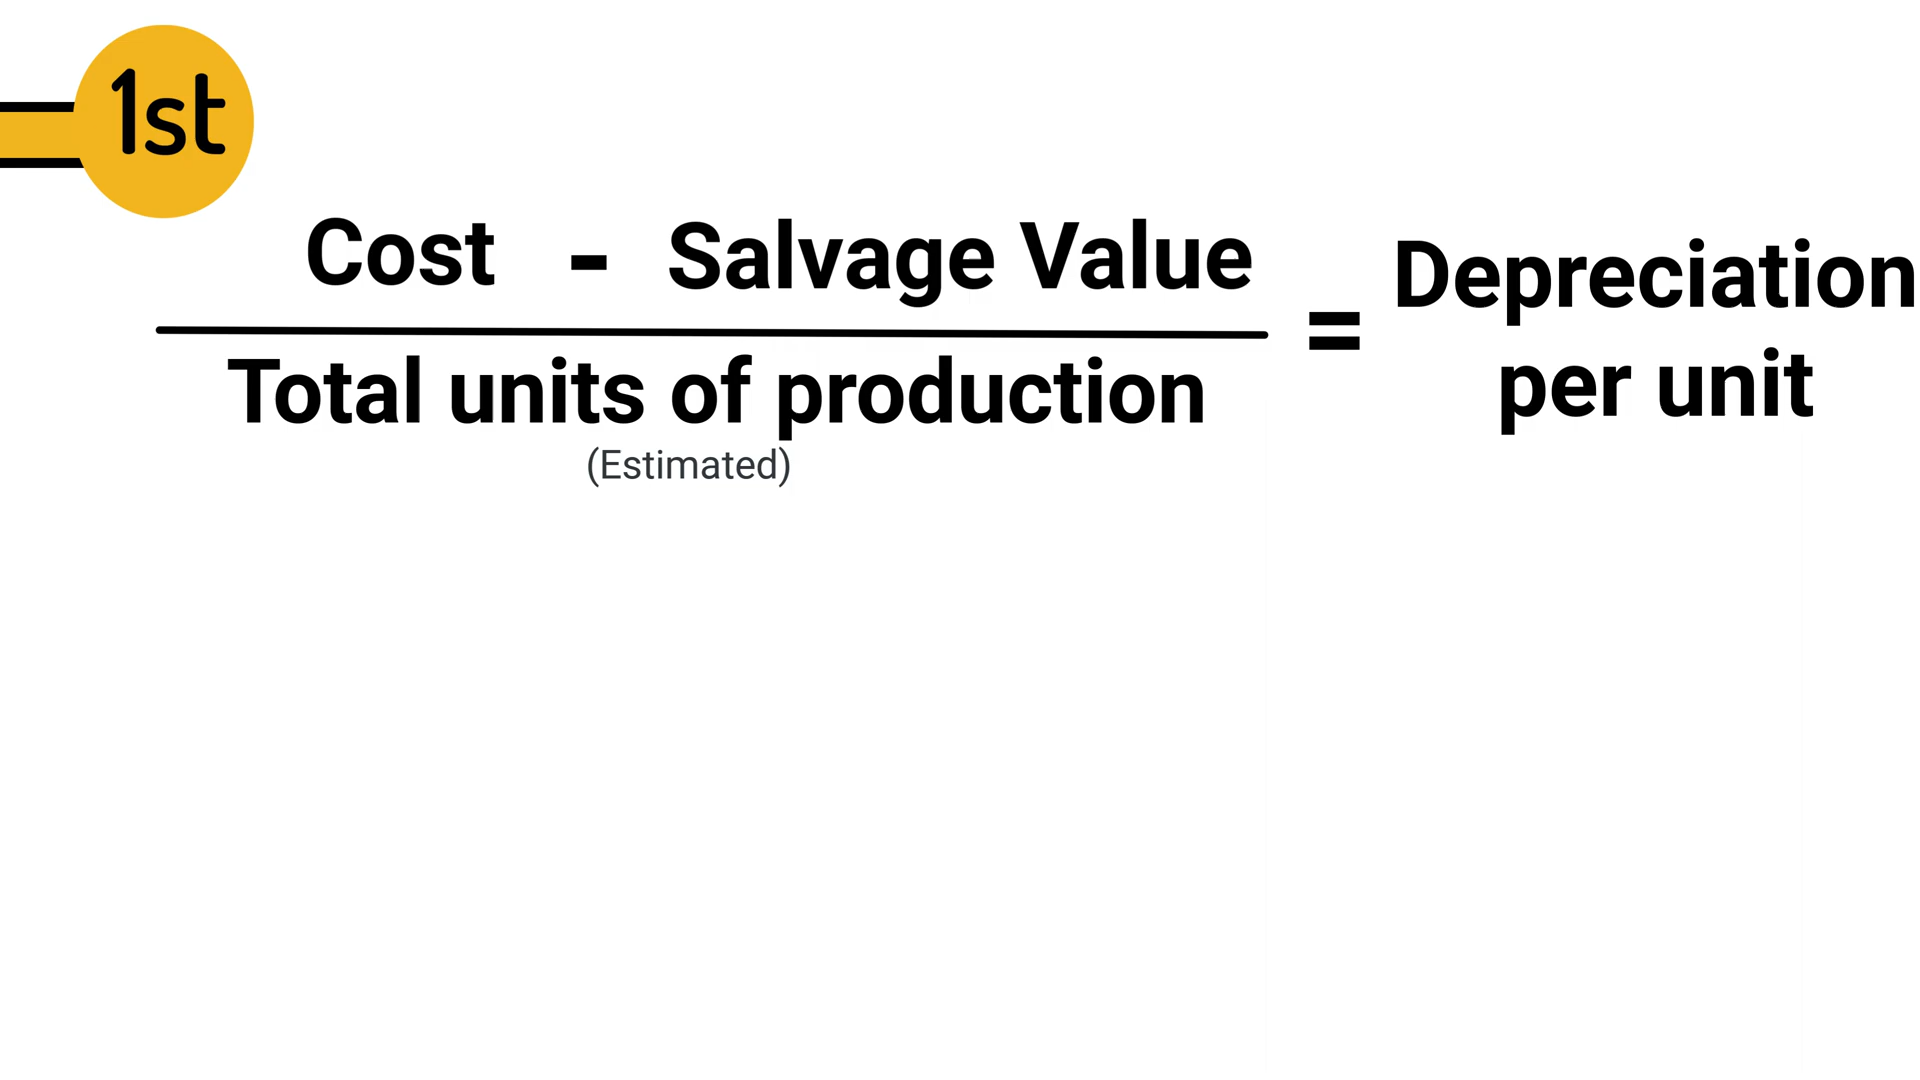 1st
Cost - Salvage Value
Total units of production
(Estimated)
=
Depreciation
per unit